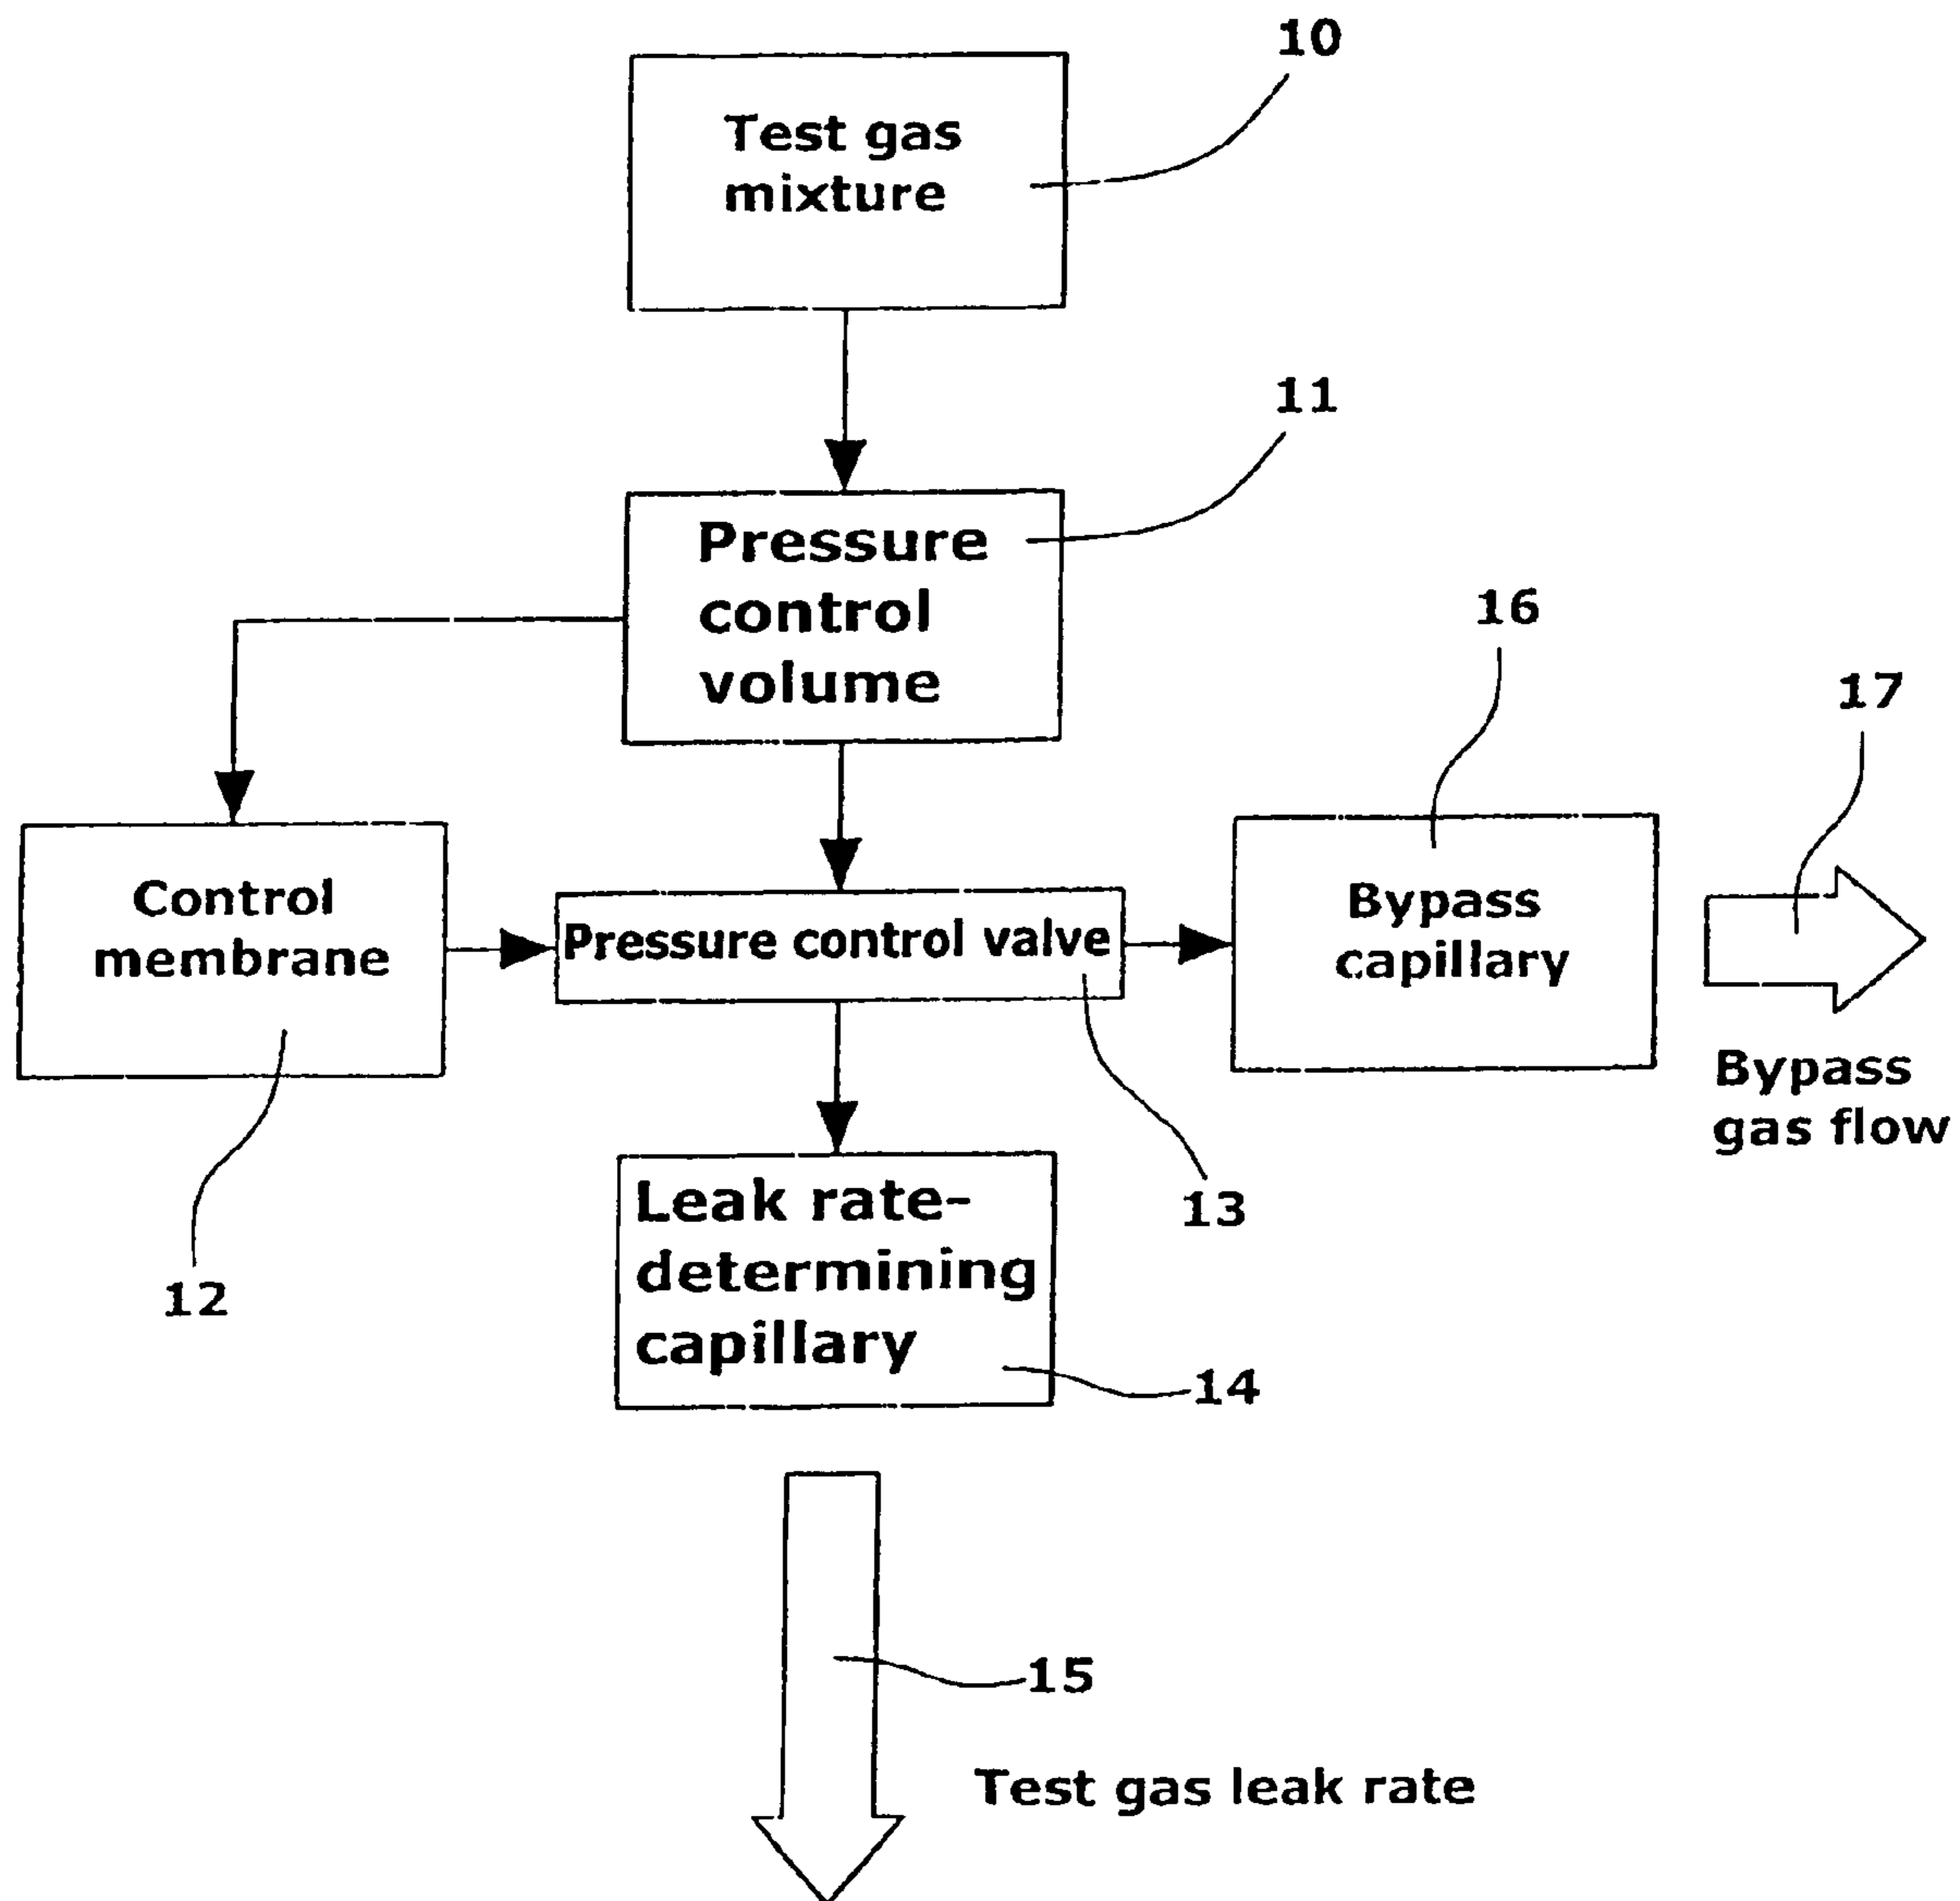 10
Test gas
mixture
11
Pressure
control
volume
16
17
Control
membrane
Pressure control valve
Bypass
capillary
Bypass
gas flow
13
12
Leak rate-
determining
capillary
14
15
Test gas leak rate